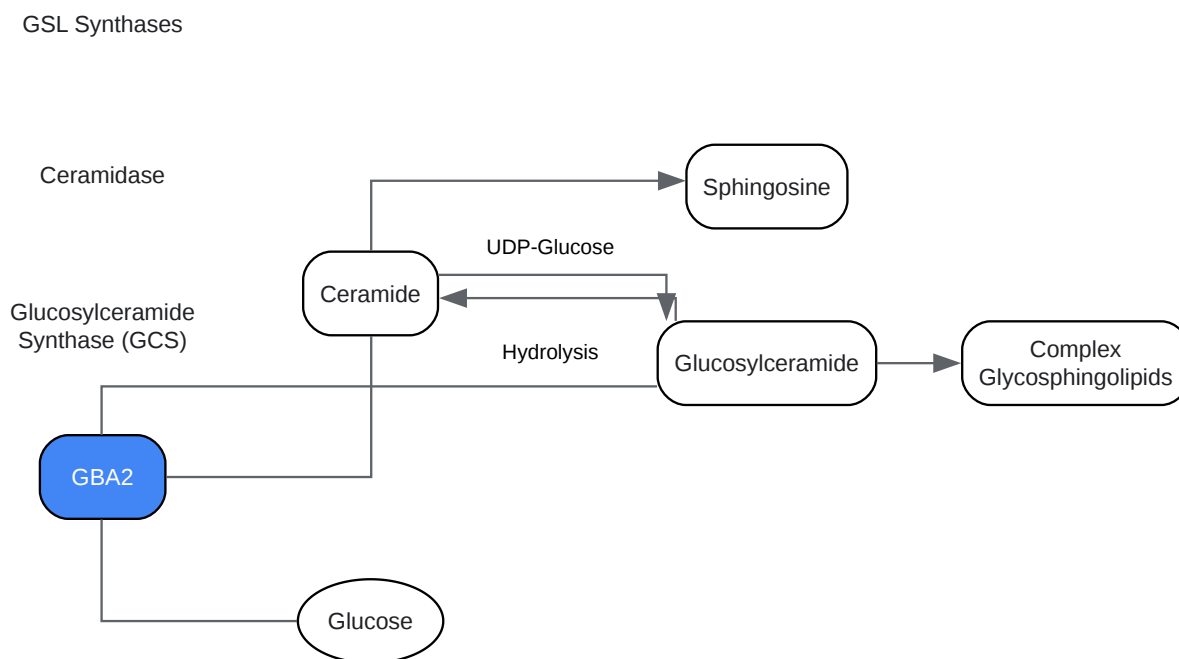 GSL Synthases
Ceramidase
Sphingosine
UDP-Glucose
Ceramide
Glucosylceramide
Synthase (GCS)
Hydrolysis
Glucosylceramide
Complex
Glycosphingolipids
GBA2
Glucose